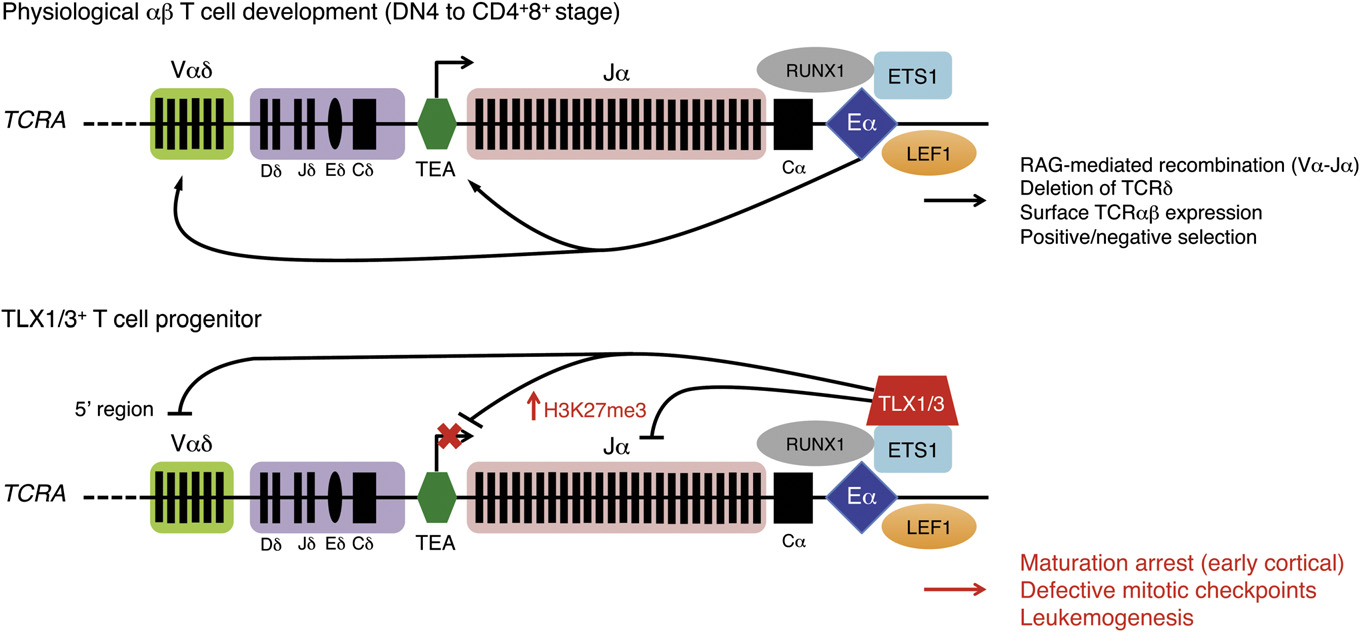 Physiological αβ T cell development (DN4 to CD4⁺8⁺ stage)
Vαδ
Jα
RUNX1
ETS1
TCRA
Eα
Dδ Jδ Eδ Cδ
TEA
Cα
LEF1
RAG-mediated recombination (Vα-Jα)
Deletion of TCRδ
Surface TCRαβ expression
Positive/negative selection
TLX1/3⁺ T cell progenitor
5' region
H3K27me3
TLX1/3
Vαδ
Jα
RUNX1
ETS1
TCRA
Eα
Dδ Jδ Eδ Cδ
TEA
Cα
LEF1
Maturation arrest (early cortical)
Defective mitotic checkpoints
Leukemogenesis